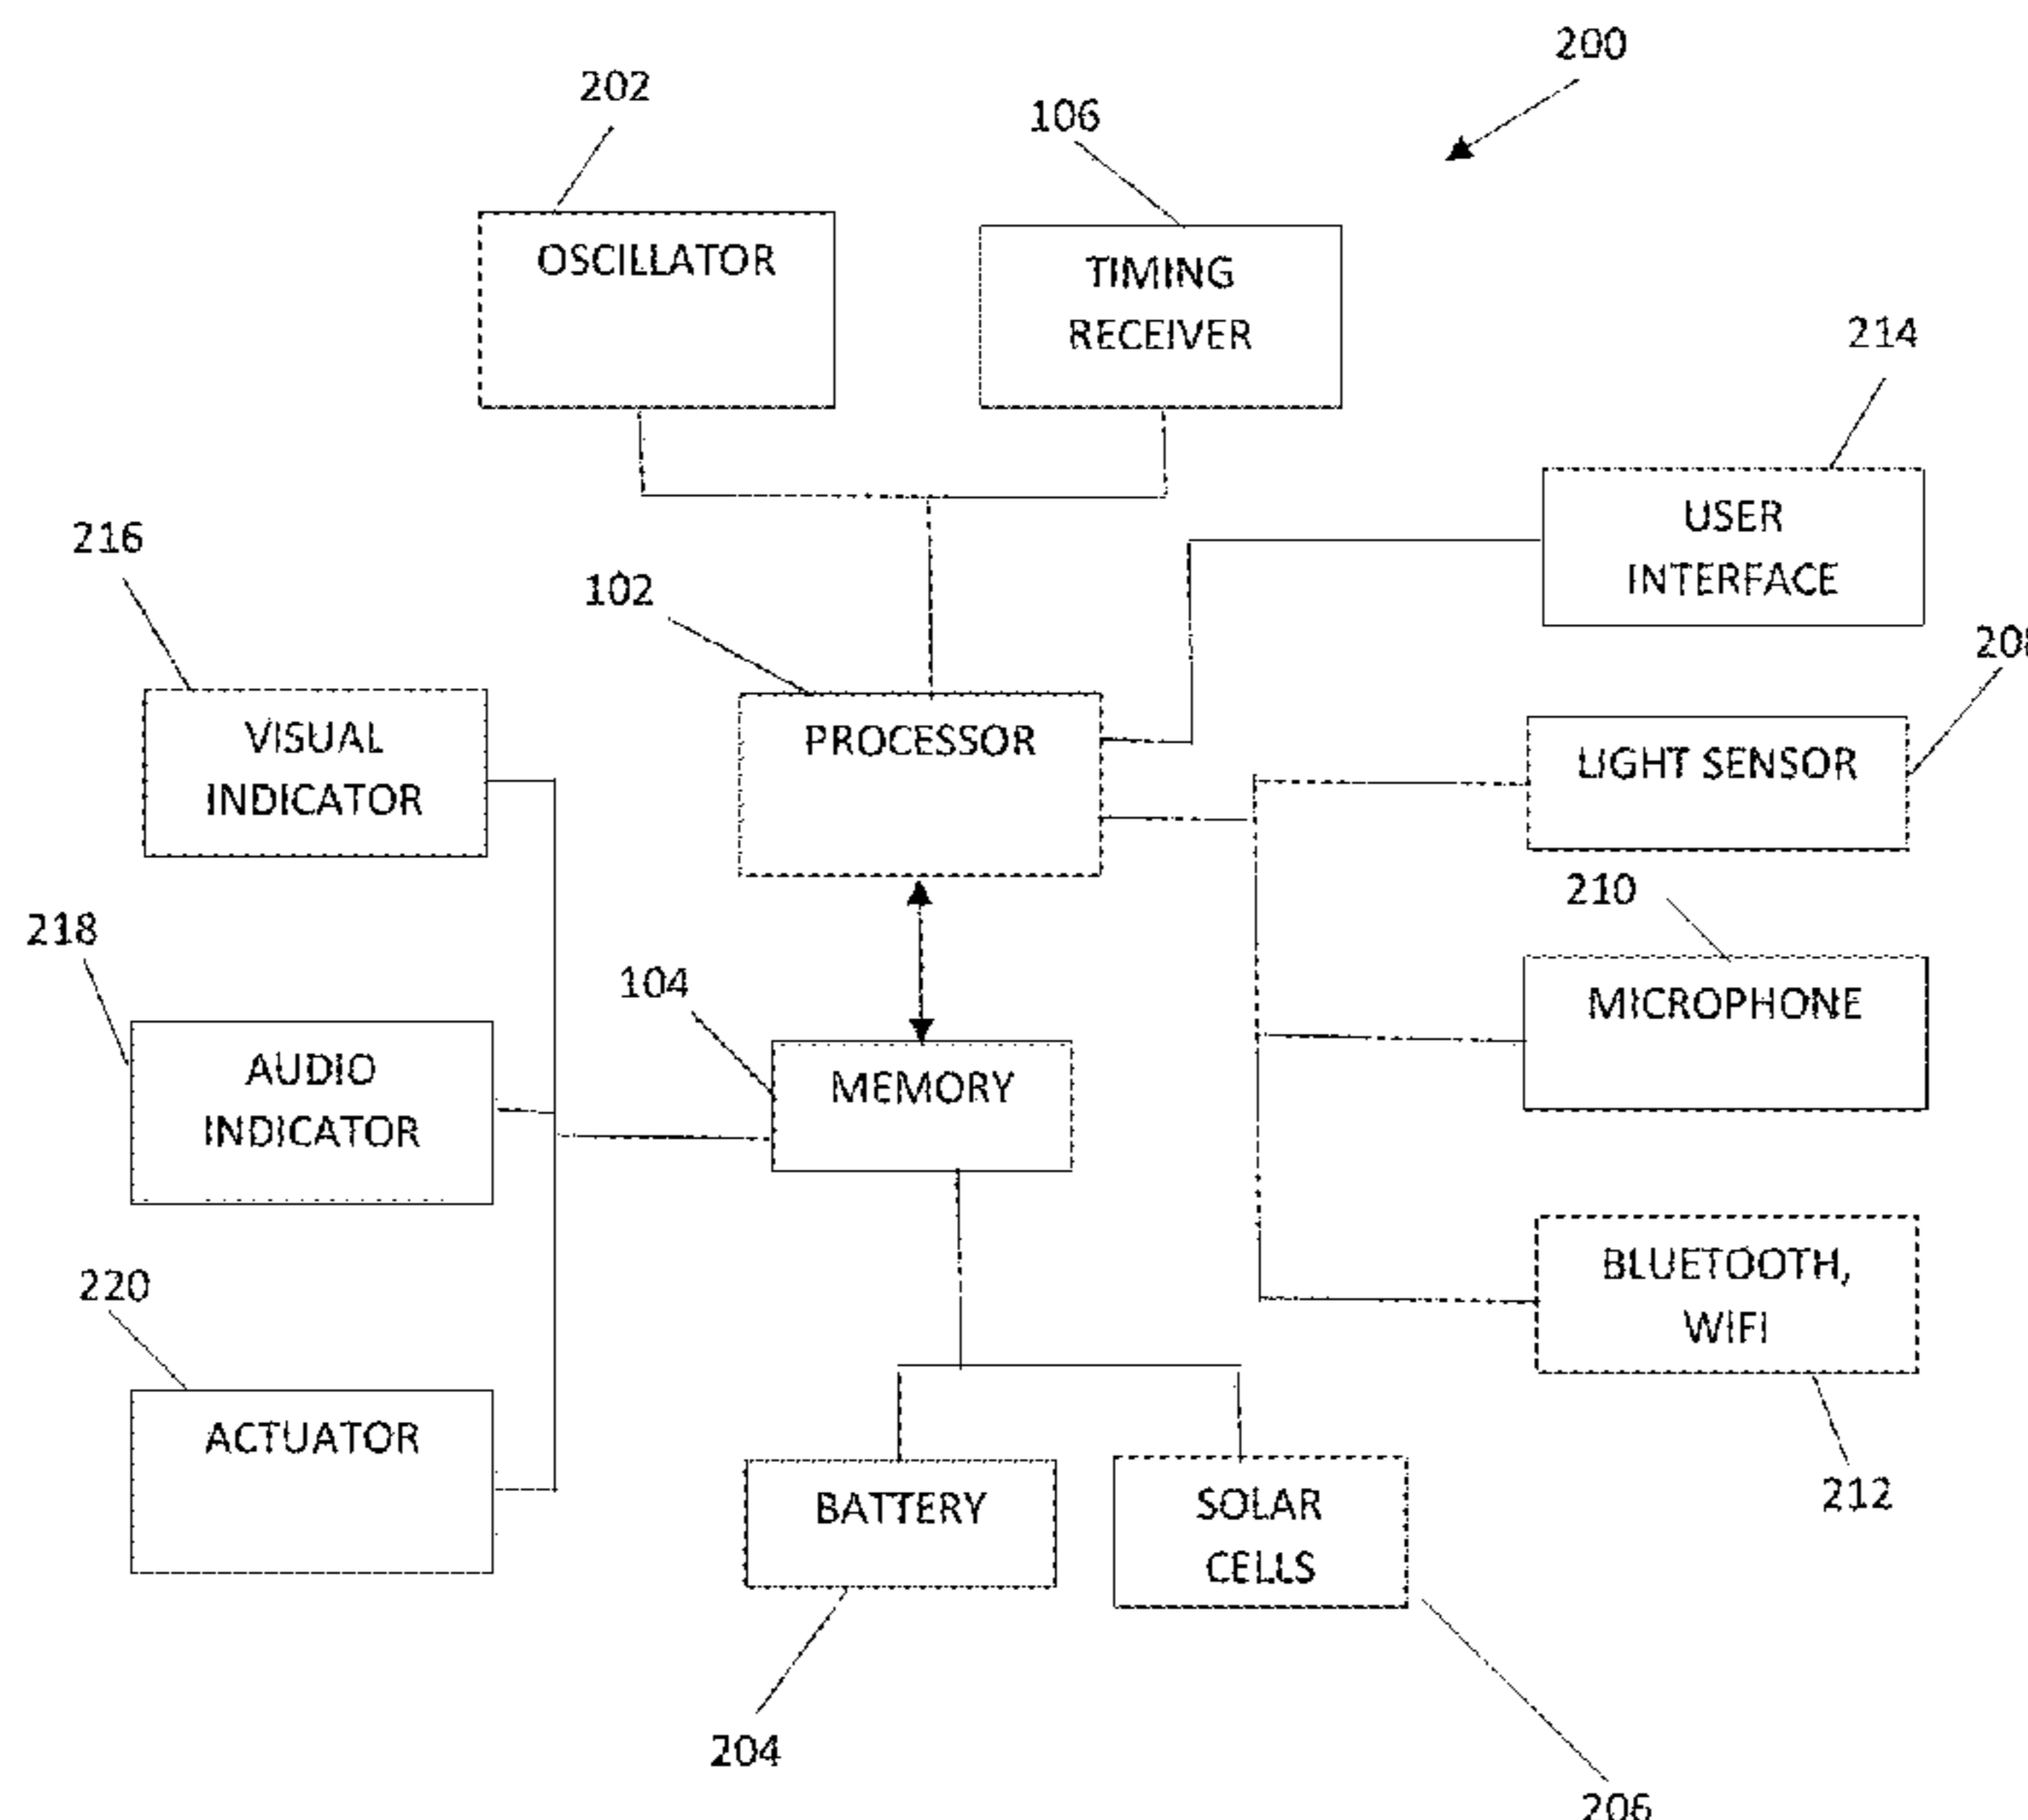 200
202
106
OSCILLATOR
TIMING
RECEIVER
214
USER
INTERFACE
216
102
VISUAL
INDICATOR
PROCESSOR
LIGHT SENSOR
210
218
104
MICROPHONE
AUDIO
INDICATOR
MEMORY
220
BLUETOOTH,
WIFI
ACTUATOR
BATTERY
SOLAR
CELLS
212
204
206